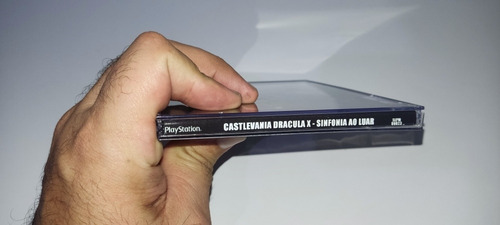 PlayStation.
CASTLEVANIA DRACULA X - SINFONIA AO LUAR